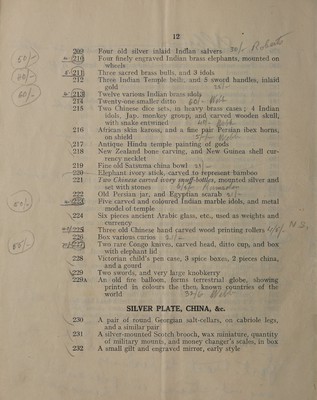 12
209 Four old silver inlaid Indian salvers 30/- Roberts
60/- 210 Four finely engraved Indian brass elephants, mounted on
wheels
211 Three sacred brass bulls, and 3 idols
212 Three Indian Temple bells, and 8 sword handles, inlaid
gold
60/- 213 Twelve various Indian brass idols
214 Twenty-one smaller ditto 60/-
215 Two Chinese dice sets, in heavy brass cases; 4 Indian
idols, Jap. monkey group, and carved wooden skull,
with snake entwined
216 African skin kaross, and a fine pair Persian ibex horns,
on shield
217 Antique Hindu temple painting of gods
218 New Zealand bone carving, and New Guinea shell cur-
rency necklet
219 Fine old Satsuma china bowl
220 Elephant ivory stick, carved to represent bamboo
221 Two Chinese carved ivory snuff bottles, mounted silver and
set with stones
222 Old Persian jar, and Egyptian scarab
223 Five carved and coloured Indian marble idols, and metal
model of temple
224 Six pieces ancient Arabic glass, etc., used as weights and
currency
225 Three old Chinese hand carved wood printing rollers
226 Box various curios
227 Two rare Congo knives, carved head, ditto cup, and box
with elephant lid
228 Victorian child's pen case, 3 spice boxes, 2 pieces china,
and a gourd
229 Two swords, and very large knobkerry
229A An old fire balloon, forms terrestrial globe, showing
printed in colours the then known countries of the
world
SILVER PLATE, CHINA, &c.
230 A pair of round Georgian salt-cellars, on cabriole legs,
and a similar pair
231 A silver-mounted Scotch brooch, wax miniature, quantity
of military mounts, and money changer's scales, in box
232 A small gilt and engraved mirror, early style